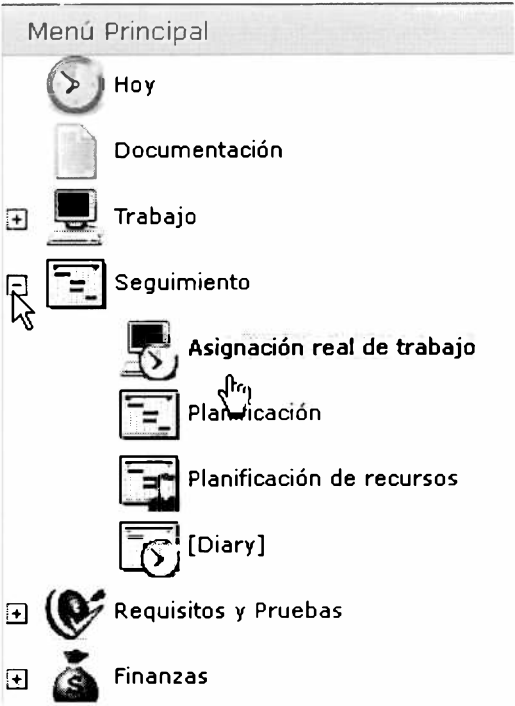 Menú Principal
Hoy
Documentación
Trabajo
Seguimiento
Asignación real de trabajo
Planificación
Planificación de recursos
[Diary]
Requisitos y Pruebas
Finanzas